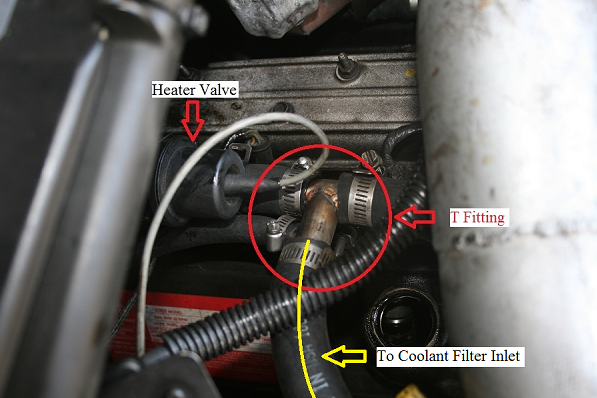 Heater Valve
T Fitting
To Coolant Filter Inlet